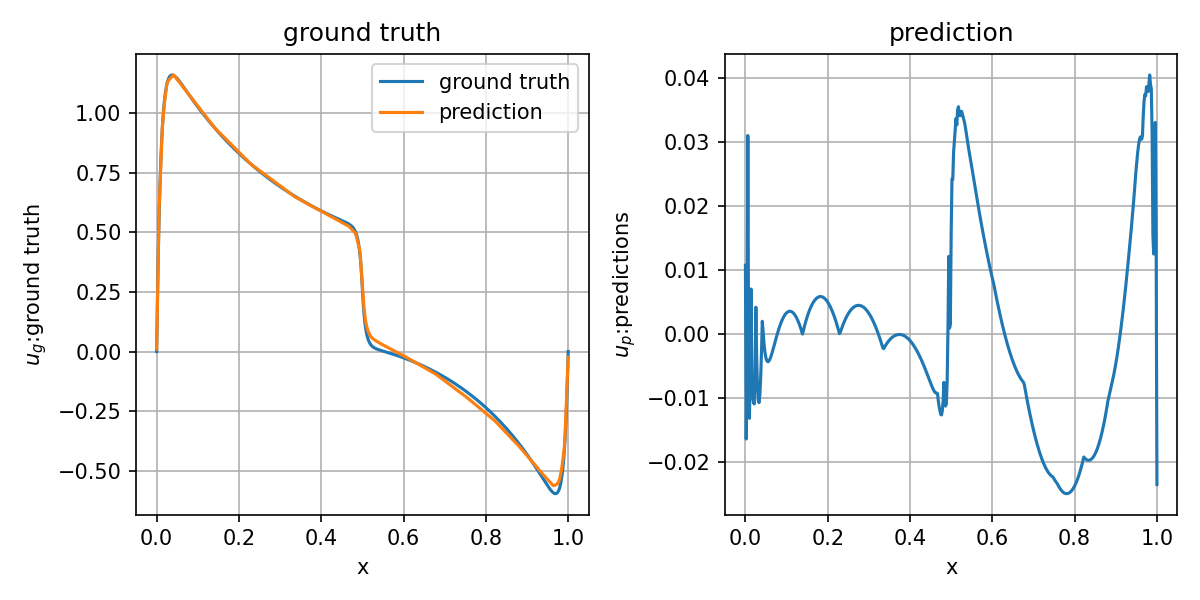 ground truth
ground truth
prediction
1.00
0.75
0.50
0.25
0.00
−0.25
−0.50
u_g:ground truth
0.0 0.2 0.4 0.6 0.8 1.0
x
prediction
0.04
0.03
0.02
0.01
0.00
−0.01
−0.02
u_p:predictions
0.0 0.2 0.4 0.6 0.8 1.0
x